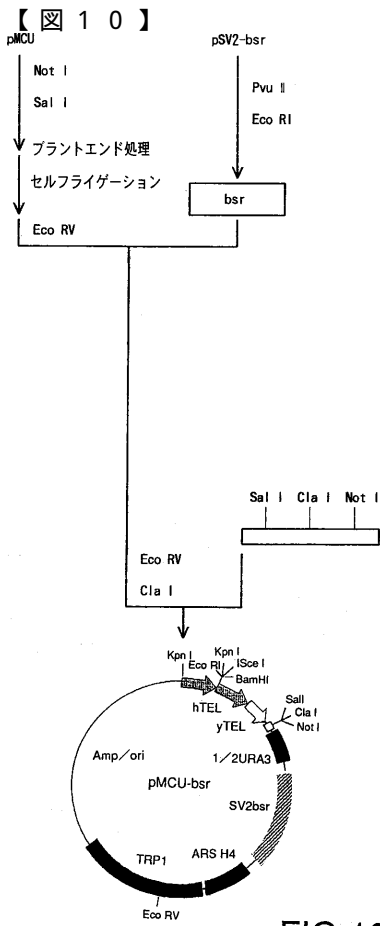 【図１０】
pMCU
pSV2-bsr
Not I
Sal I
Pvu II
Eco RI
ブラントエンド処理
セルフライゲーション
bsr
Eco RV
Sal I Cla I Not I
Eco RV
Cla I
Kpn I
Eco RI
Kpn I
ISce I
BamHI
hTEL
yTEL
SalI
Cla I
Not I
Amp/ori
1/2URA3
pMCU-bsr
SV2bsr
TRP1
ARS H4
Eco RV